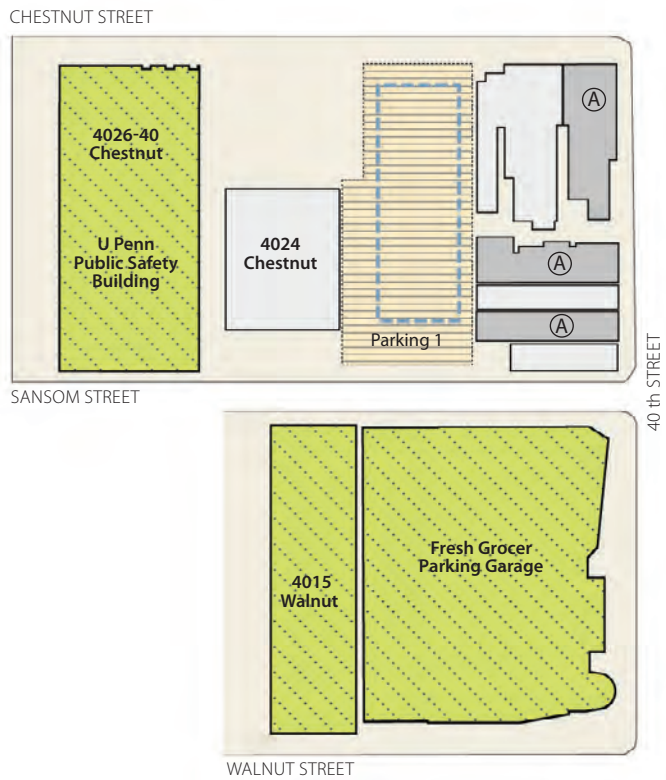 CHESTNUT STREET
4026-40
Chestnut
U Penn
Public Safety
Building
4024
Chestnut
Parking 1
A
A
A
SANSOM STREET
40 th STREET
4015
Walnut
Fresh Grocer
Parking Garage
WALNUT STREET